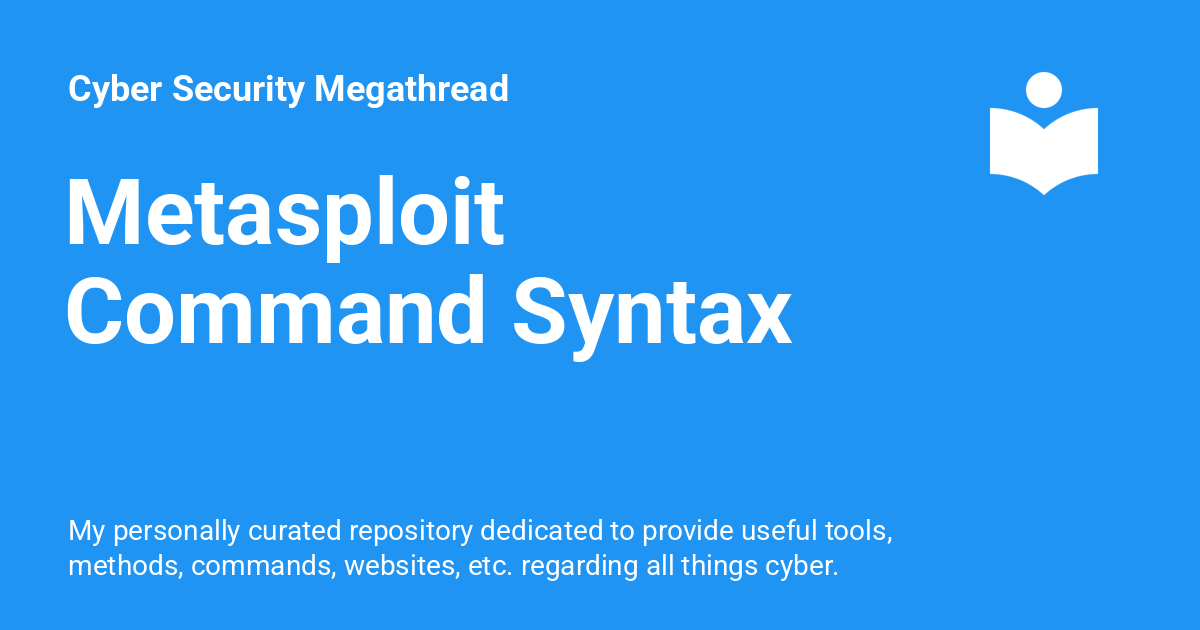 Cyber Security Megathread
Metasploit
Command Syntax
My personally curated repository dedicated to provide useful tools,
methods, commands, websites, etc. regarding all things cyber.